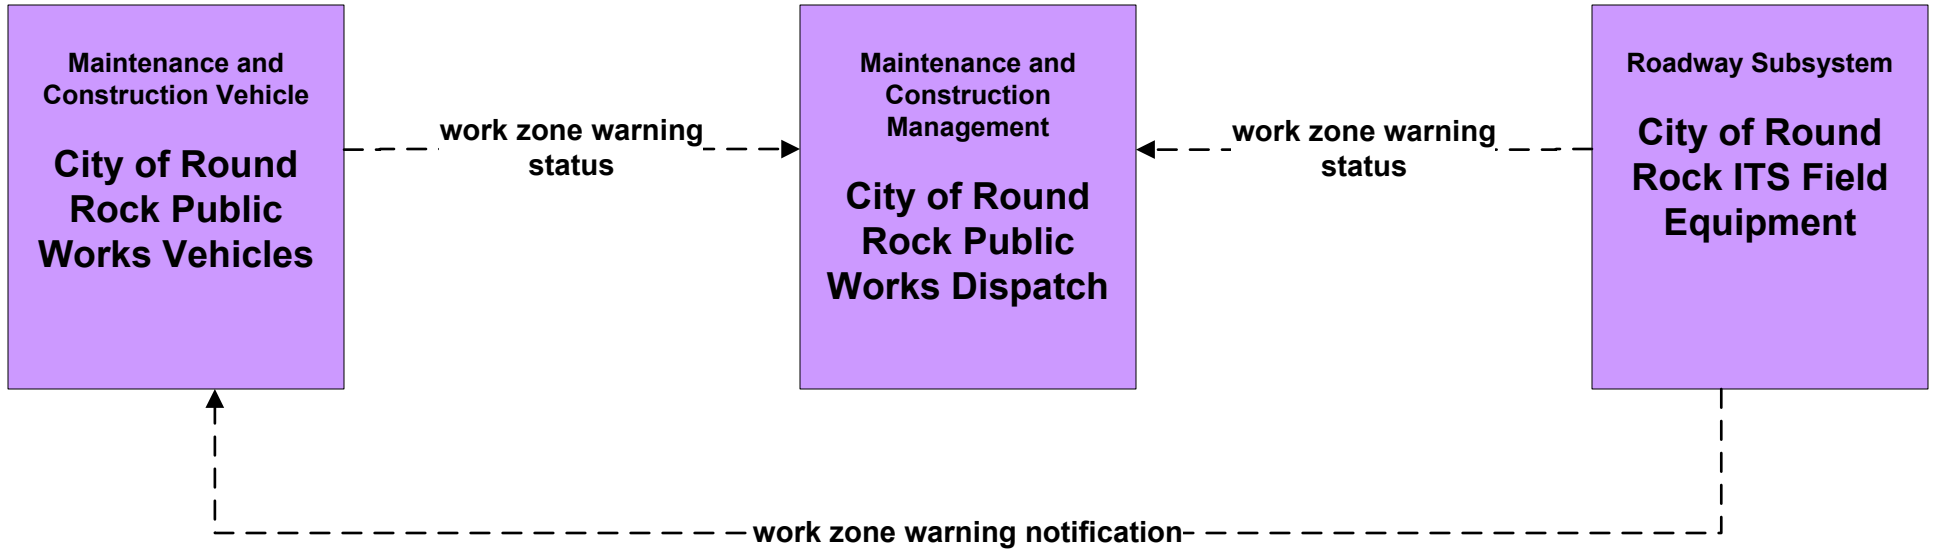 Maintenance and
Construction Vehicle
City of Round
Rock Public
Works Vehicles
work zone warning
status
Maintenance and
Construction
Management
City of Round
Rock Public
Works Dispatch
work zone warning
status
Roadway Subsystem
City of Round
Rock ITS Field
Equipment
work zone warning notification